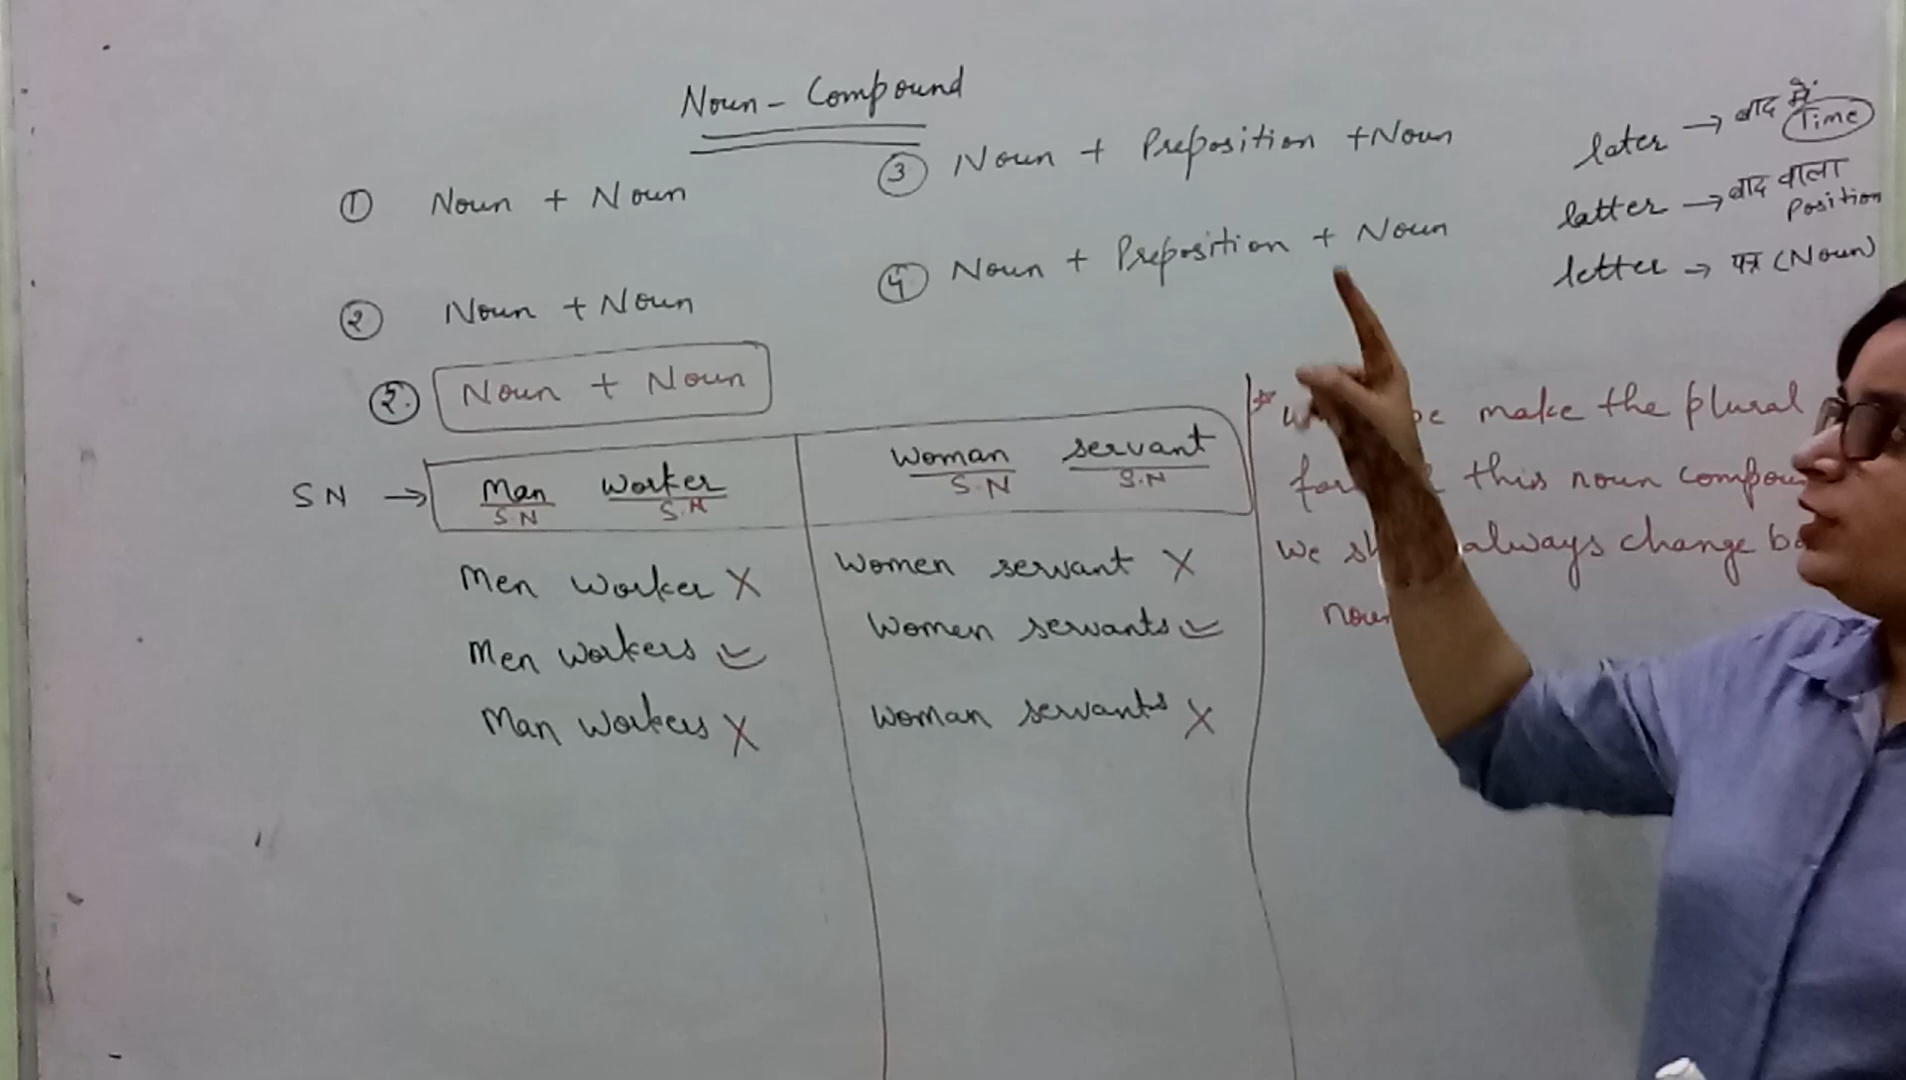 Noun - Compound
① Noun + Noun
② Noun + Noun
③ Noun + Preposition + Noun
④ Noun + Preposition + Noun
later → बाद में Time
latter → बाद वाला Position
letter → पत्र (Noun)
②. Noun + Noun
SN → Man Worker
S.N S.N
Woman servant
S.N S.N
Men worker X
Men workers ✓
Man workers X
Women servant X
Women servants ✓
Woman servants X
* make the plural
this noun
we always change